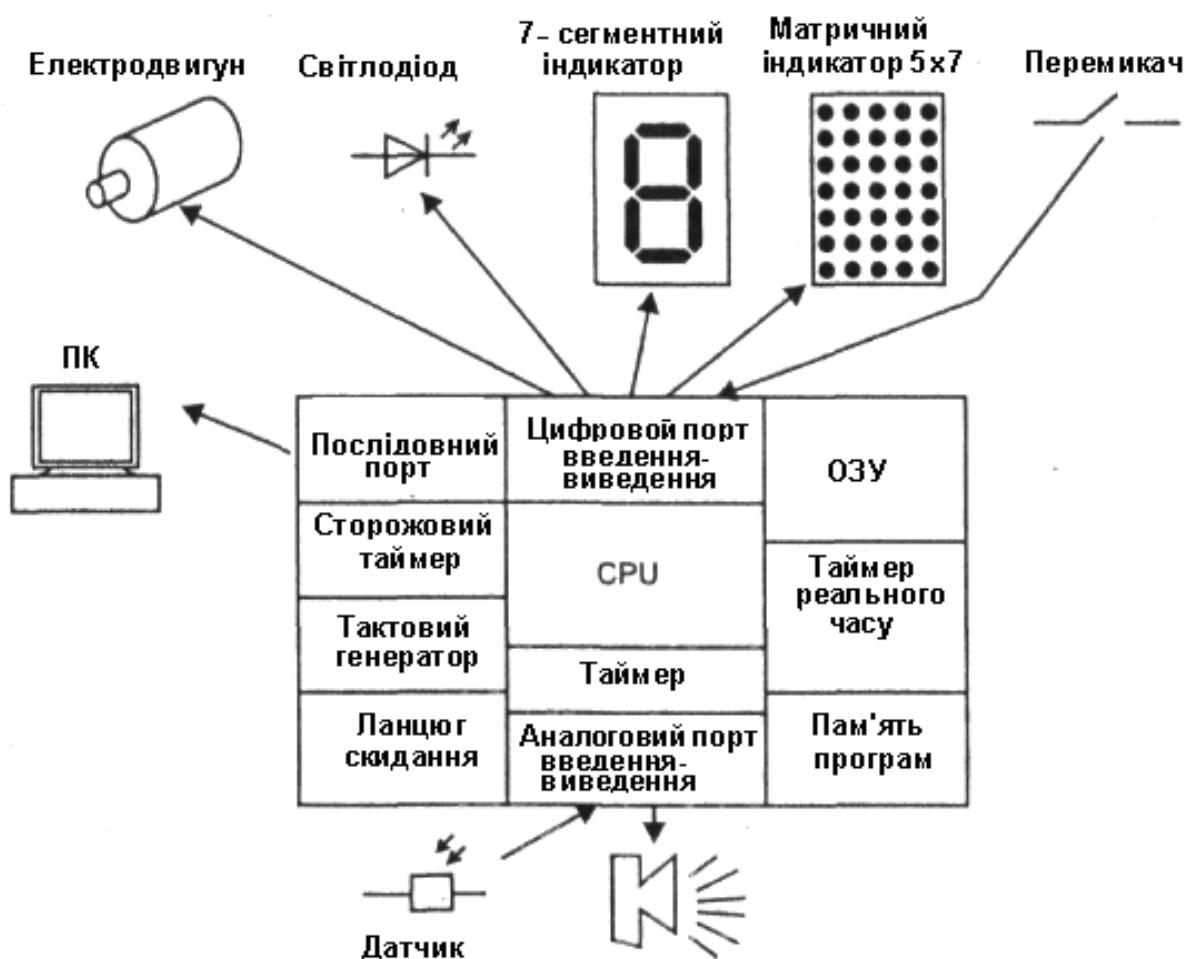 Електродвигун
Світлодіод
7- сегментний
індикатор
Матричний
індикатор 5x7
Перемикач
ПК
Послідовний
порт
Цифровой порт
введення-
виведення
ОЗУ
Сторожовий
таймер
CPU
Таймер
реального
часу
Тактовий
генератор
Таймер
Ланцюг
скидання
Аналоговий порт
введення-
виведення
Пам'ять
програм
Датчик